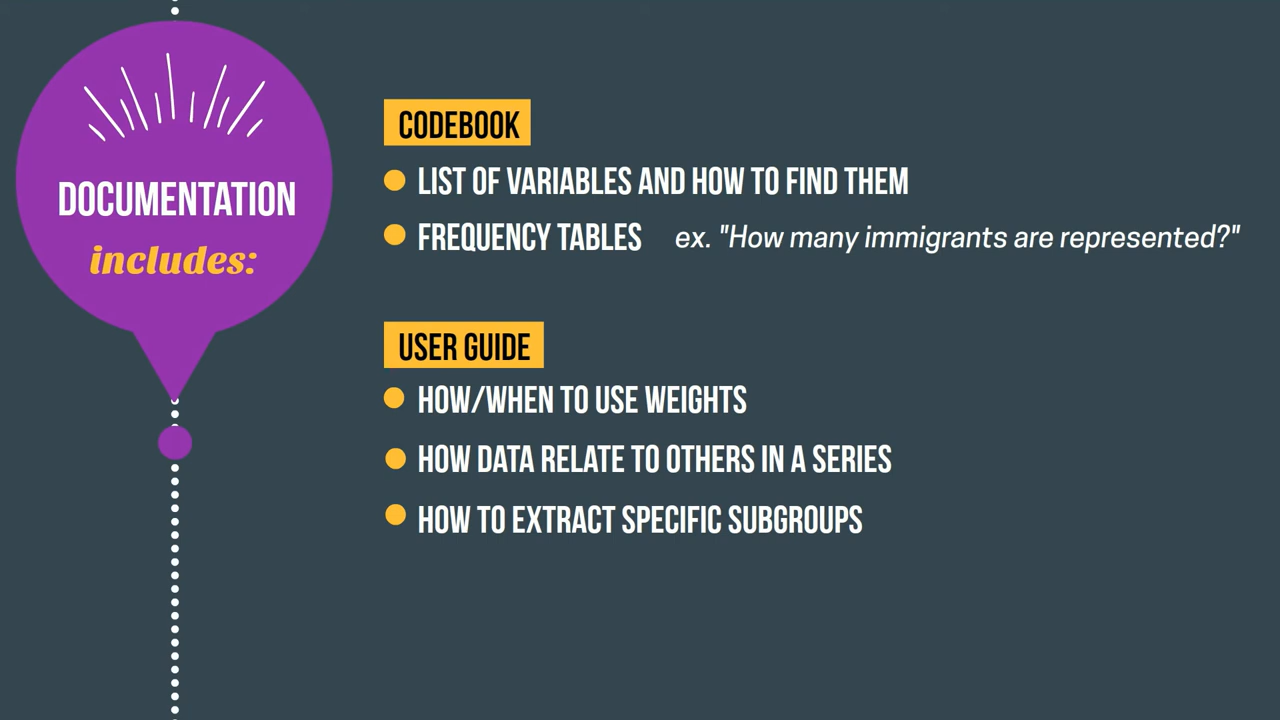 DOCUMENTATION
includes:
CODEBOOK
LIST OF VARIABLES AND HOW TO FIND THEM
FREQUENCY TABLES ex. "How many immigrants are represented?"
USER GUIDE
HOW/WHEN TO USE WEIGHTS
HOW DATA RELATE TO OTHERS IN A SERIES
HOW TO EXTRACT SPECIFIC SUBGROUPS